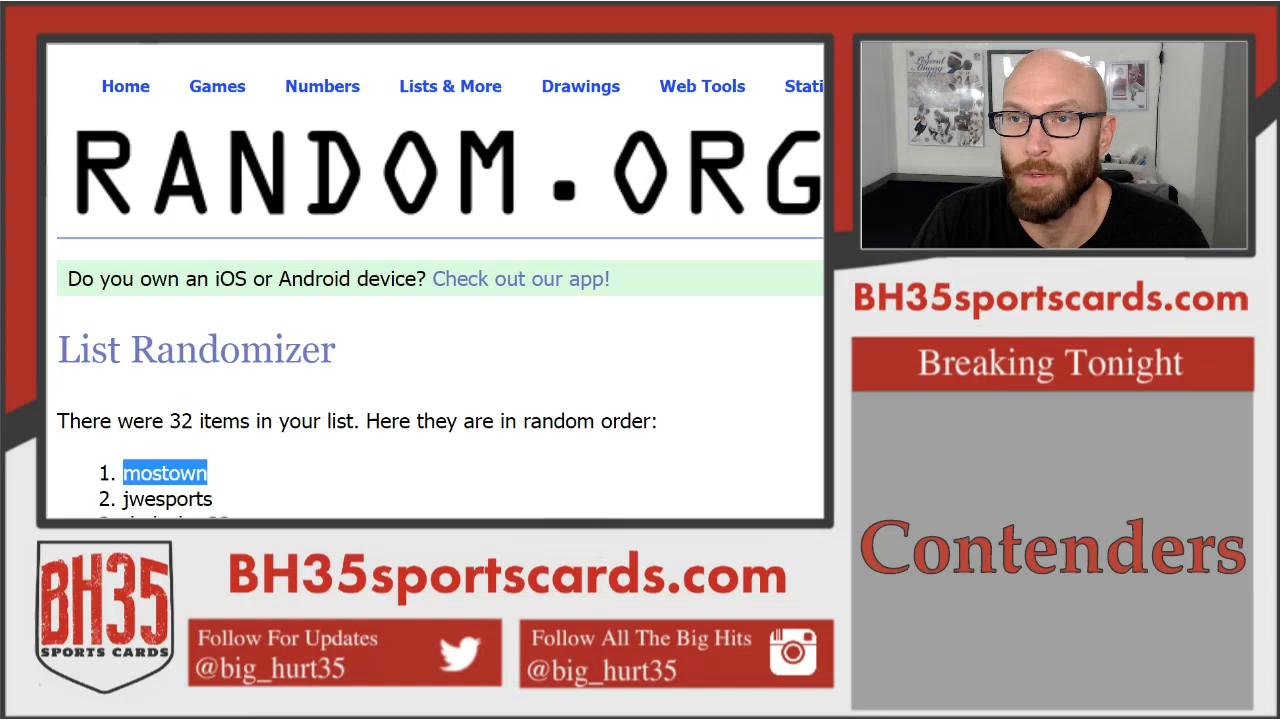 Home Games Numbers Lists & More Drawings Web Tools Stati
RANDOM.ORG
Do you own an iOS or Android device? Check out our app!
List Randomizer
There were 32 items in your list. Here they are in random order:
1. mostown
2. jwesports
BH35sportscards.com
Breaking Tonight
Contenders
BH35
SPORTS CARDS
BH35sportscards.com
Follow For Updates
@big_hurt35
Follow All The Big Hits
@big_hurt35